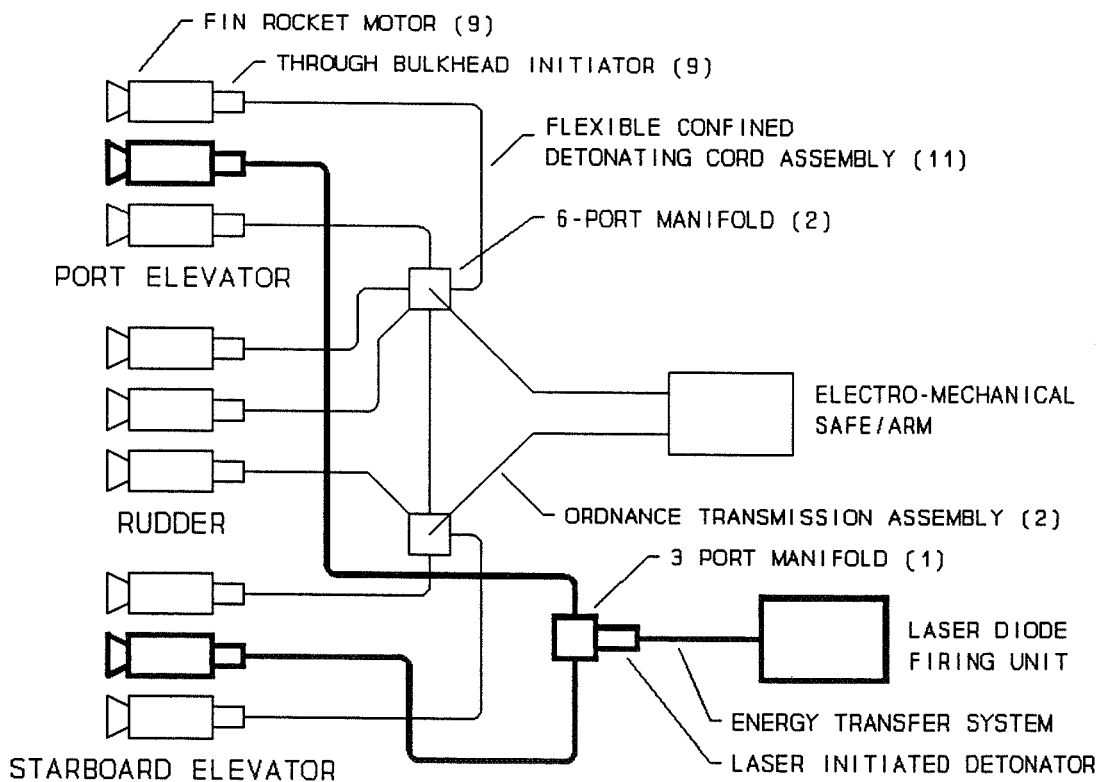 FIN ROCKET MOTOR (9)
THROUGH BULKHEAD INITIATOR (9)
FLEXIBLE CONFINED
DETONATING CORD ASSEMBLY (11)
6-PORT MANIFOLD (2)
PORT ELEVATOR
ELECTRO-MECHANICAL
SAFE/ARM
RUDDER
ORDNANCE TRANSMISSION ASSEMBLY (2)
3 PORT MANIFOLD (1)
LASER DIODE
FIRING UNIT
ENERGY TRANSFER SYSTEM
LASER INITIATED DETONATOR
STARBOARD ELEVATOR